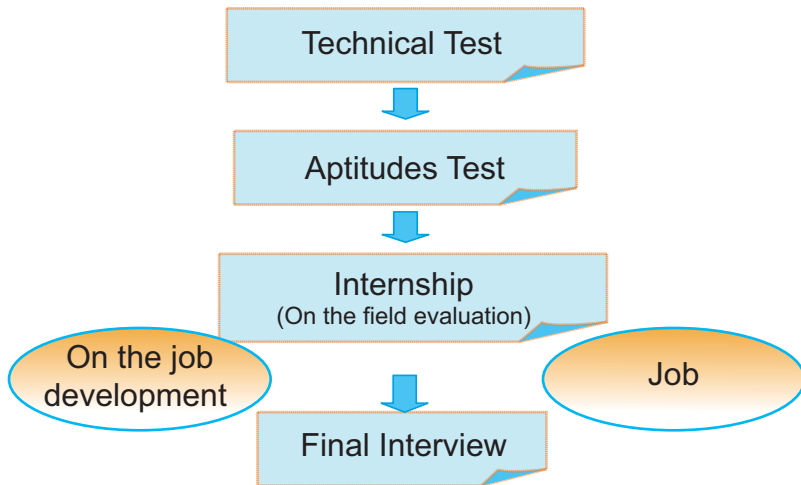 Technical Test
Aptitudes Test
Internship
(On the field evaluation)
On the job
development
Job
Final Interview